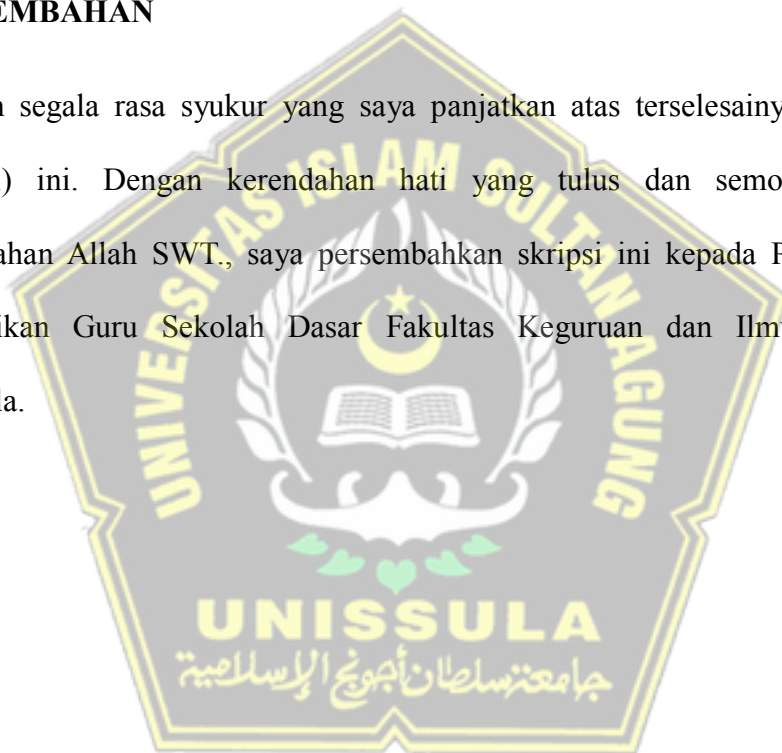 EMBAHAN
segala rasa syukur yang saya panjatkan atas terselesainy
) ini. Dengan kerendahan hati yang tulus dan semo
ahan Allah SWT., saya persembahkan skripsi ini kepada P
ikan Guru Sekolah Dasar Fakultas Keguruan dan Ilm
la.
UNIVERSITAS ISLAM SULTAN AGUNG
UNISSULA
جامعنسلطان أجونج الإسلامية